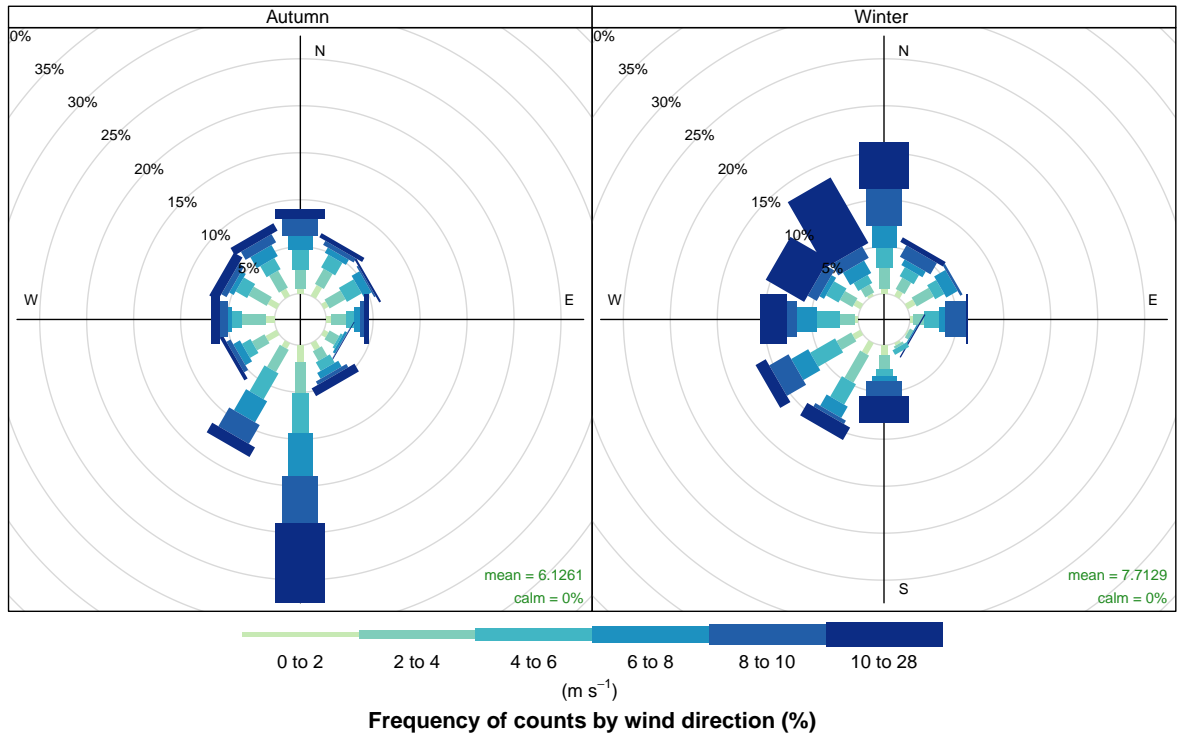 Autumn
0%
35%
30%
25%
20%
15%
10%
5%
N
W
E
mean = 6.1261
calm = 0%
Winter
0%
35%
30%
25%
20%
15%
10%
5%
N
W
E
S
mean = 7.7129
calm = 0%
0 to 2 2 to 4 4 to 6 6 to 8 8 to 10 10 to 28
(m s⁻¹)
Frequency of counts by wind direction (%)